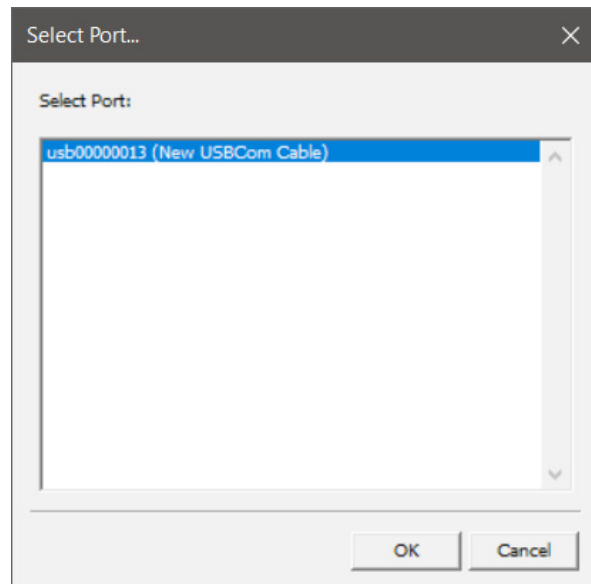 Select Port...
Select Port:
usb00000013 (New USBCom Cable)
OK
Cancel